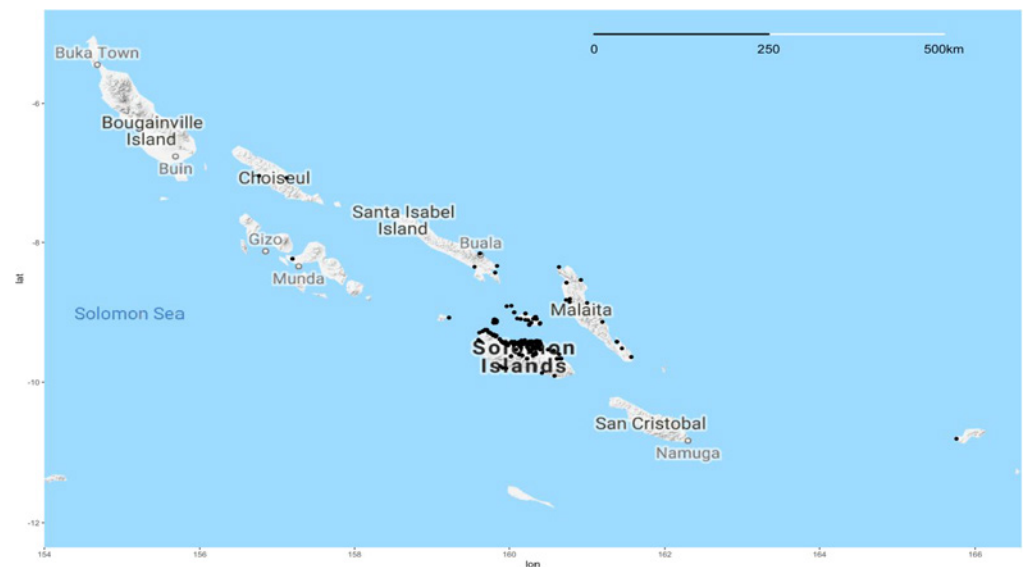 0 250 500km
Buka Town
-6
Bougainville
Island
Buin
Choiseul
Santa Isabel
Island
-8
Gizo
Buala
Munda
lat
Solomon Sea
Malaita
Solomon
Islands
-10
San Cristobal
Namuga
-12
154 156 158 160 162 164 166
lon